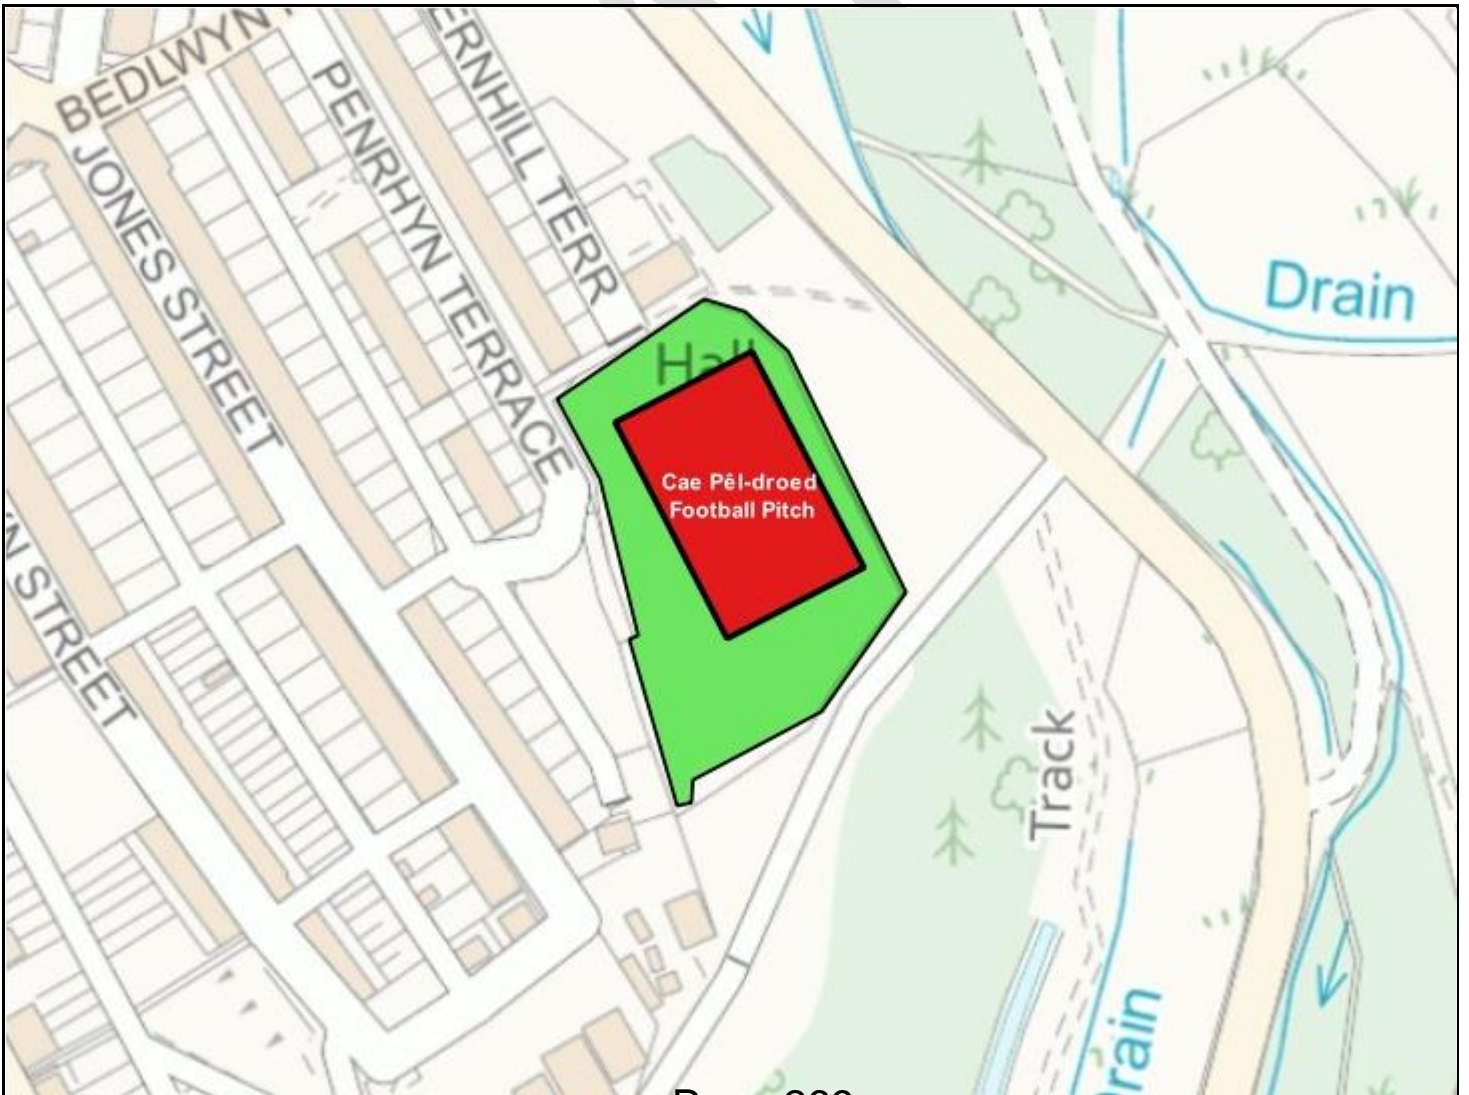 BEDLWYN
ERNHILL TERR
PENRHYN TERRACE
JONES STREET
Drain
Hall
Cae Pêl-droed
Football Pitch
N STREET
Track
Drain